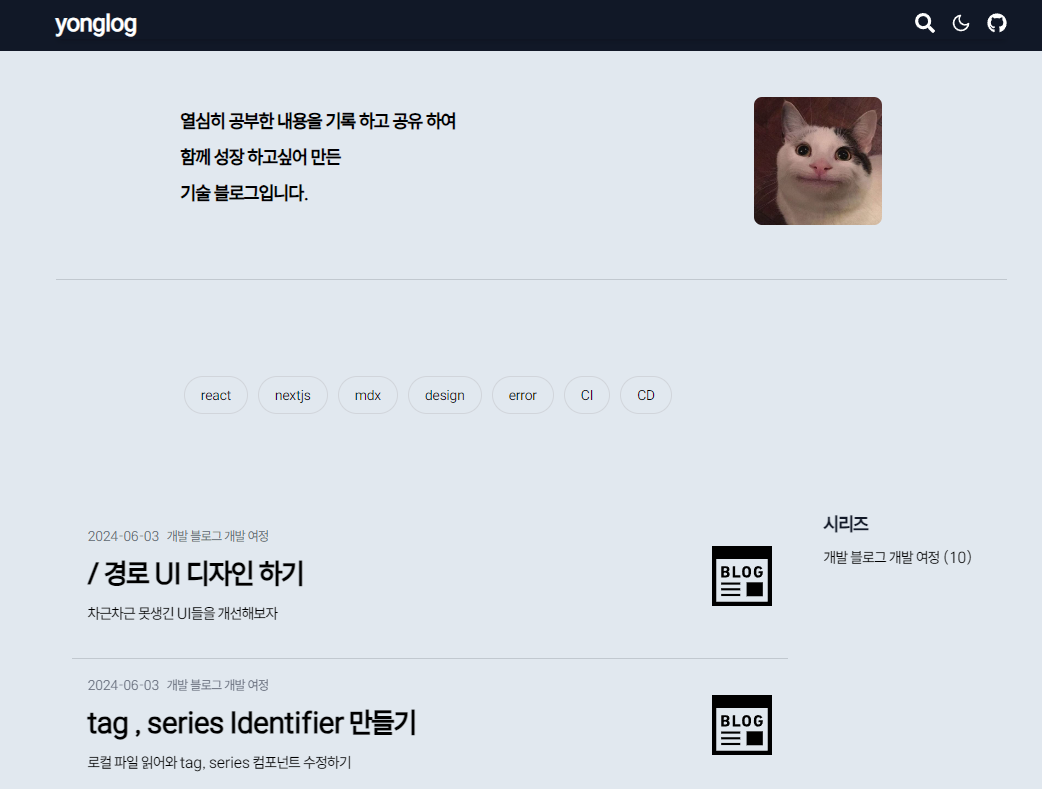 yonglog
열심히 공부한 내용을 기록 하고 공유 하여
함께 성장 하고싶어 만든
기술 블로그입니다.
react nextjs mdx design error CI CD
2024-06-03 개발 블로그 개발 여정
/ 경로 UI 디자인 하기
차근차근 못생긴 UI들을 개선해보자
BLOG
시리즈
개발 블로그 개발 여정 (10)
2024-06-03 개발 블로그 개발 여정
tag , series Identifier 만들기
로컬 파일 읽어와 tag, series 컴포넌트 수정하기
BLOG